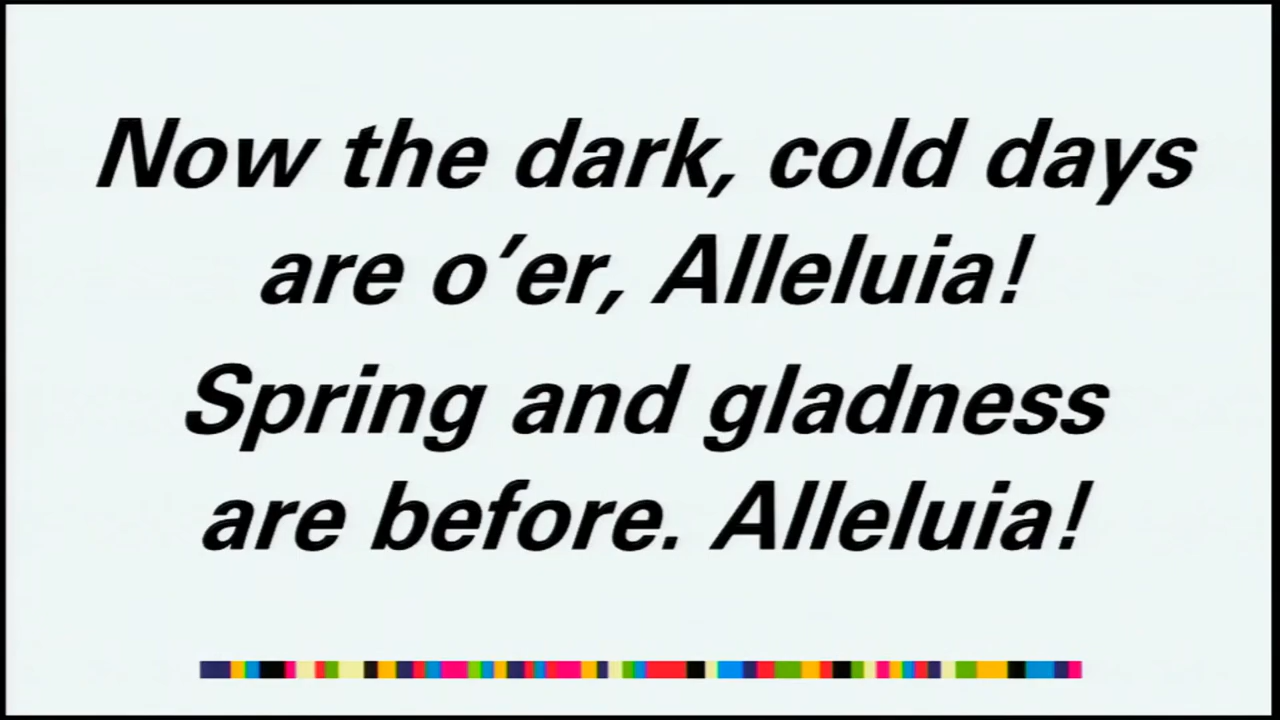 Now the dark, cold days
are o’er, Alleluia!
Spring and gladness
are before. Alleluia!